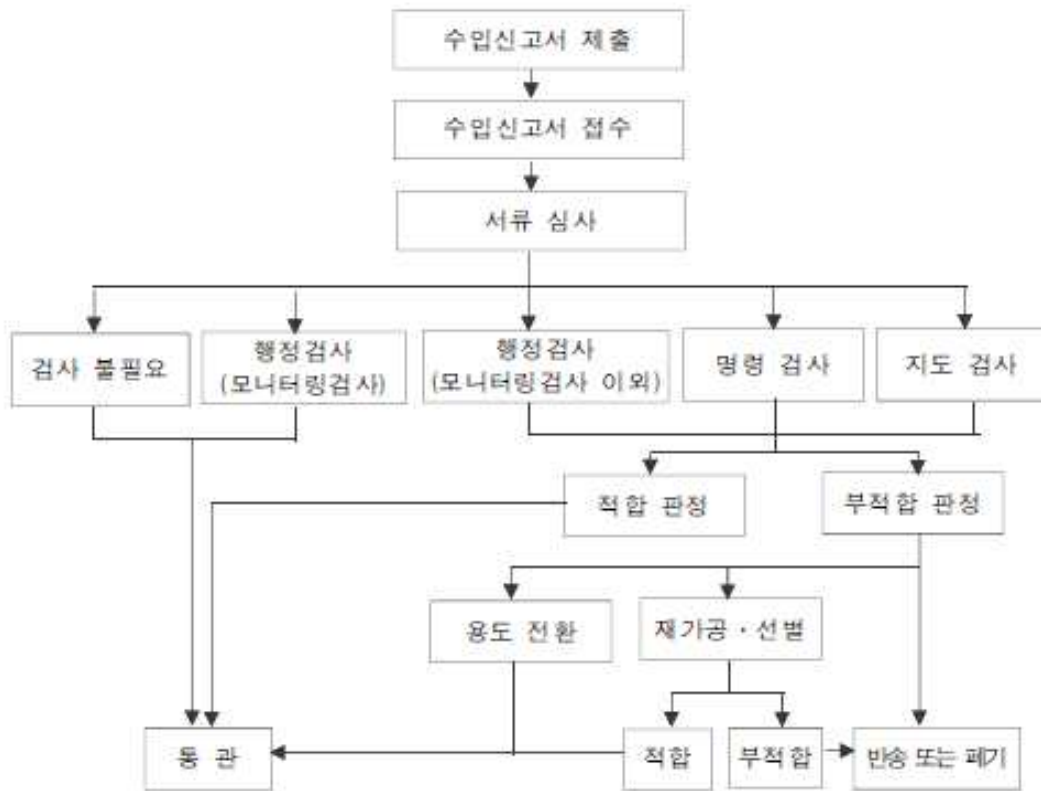 수입신고서 제출
수입신고서 접수
서류 심사
검사 불필요
행정검사
(모니터링검사)
행정검사
(모니터링검사 이외)
명령 검사
지도 검사
적합 판정
부적합 판정
용도 전환
재가공·선별
통 관
적합
부적합
반송 또는 폐기